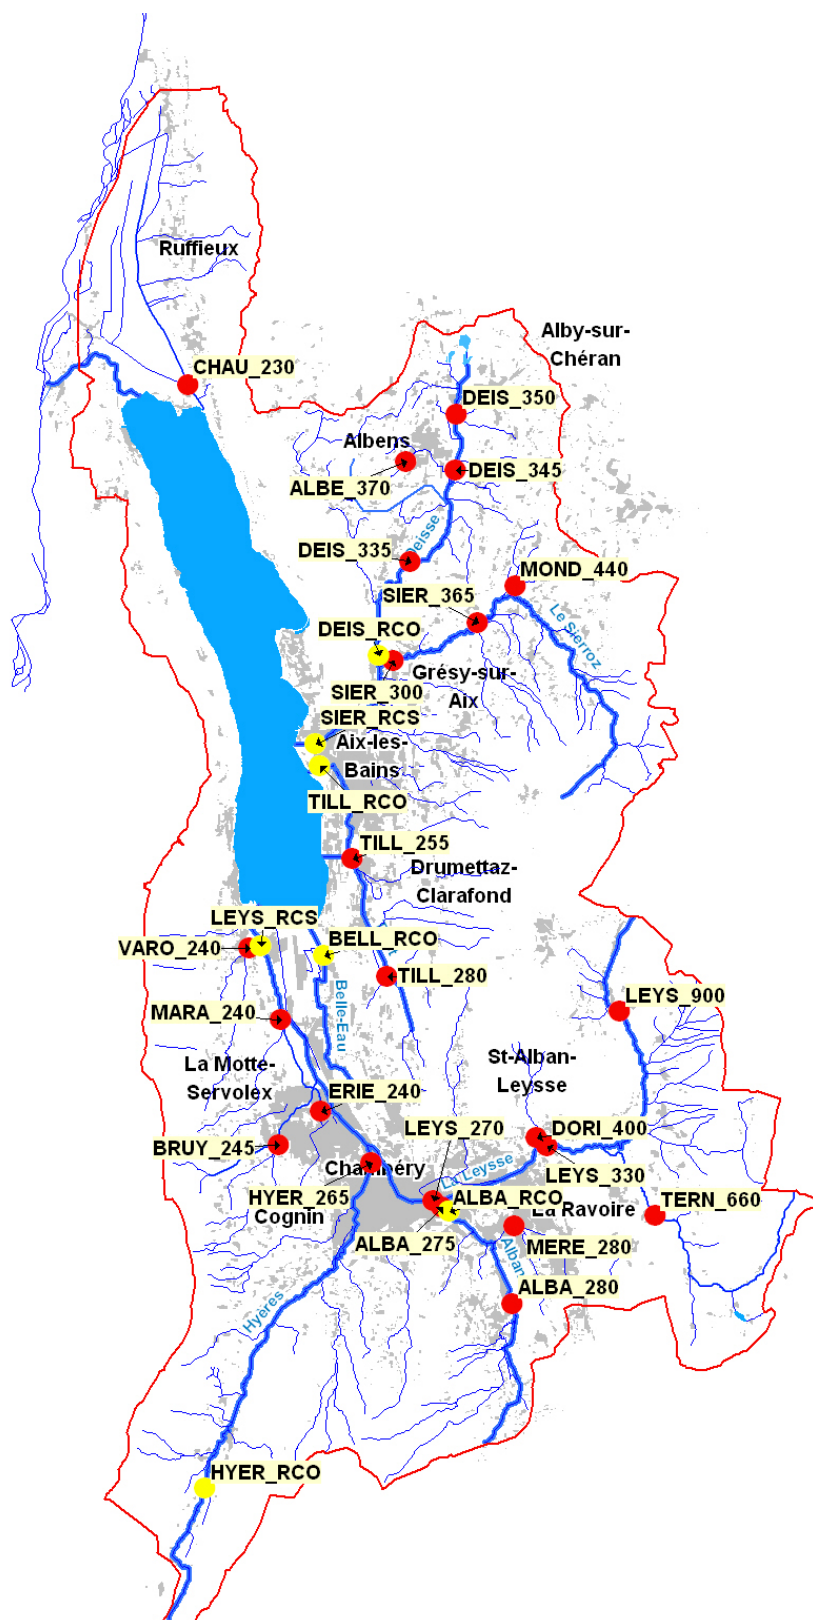 Ruffieux
Alby-sur-
Chéran
CHAU_230
DEIS_350
Albens
DEIS_345
ALBE_370
Deisse
DEIS_335
MOND_440
SIER_365
Le Sierroz
DEIS_RCO
Grésy-sur-
Aix
SIER_300
SIER_RCS
Aix-les-
Bains
TILL_RCO
TILL_255
Drumettaz-
Clarafond
LEYS_RCS
VARO_240
BELL_RCO
TILL_280
Belle-Eau
LEYS_900
MARA_240
St-Alban-
Leysse
La Motte-
Servolex
ERIE_240
LEYS_270
DORI_400
BRUY_245
Chambéry
La Leysse
LEYS_330
HYER_265
ALBA_RCO
TERN_660
Cognin
La Ravoire
ALBA_275
MERE_280
Alban
ALBA_280
Hyères
HYER_RCO